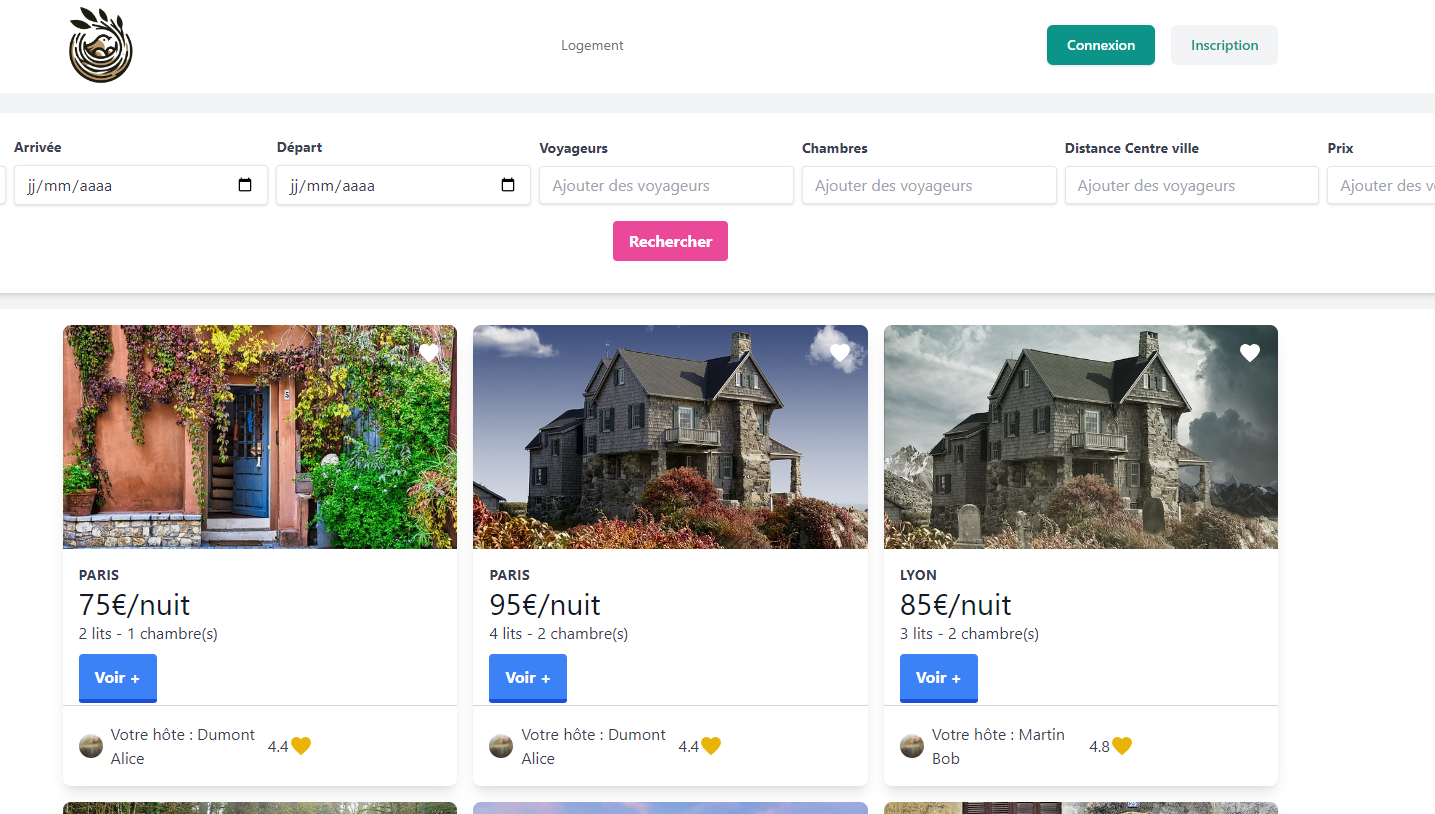 Logement
Connexion
Inscription
Arrivée
Départ
Voyageurs
Chambres
Distance Centre ville
Prix
jj/mm/aaaa
jj/mm/aaaa
Ajouter des voyageurs
Ajouter des voyageurs
Ajouter des voyageurs
Ajouter des v
Rechercher
5
PARIS
75€/nuit
2 lits - 1 chambre(s)
Voir +
Votre hôte : Dumont
Alice
4.4
PARIS
95€/nuit
4 lits - 2 chambre(s)
Voir +
Votre hôte : Dumont
Alice
4.4
LYON
85€/nuit
3 lits - 2 chambre(s)
Voir +
Votre hôte : Martin
Bob
4.8